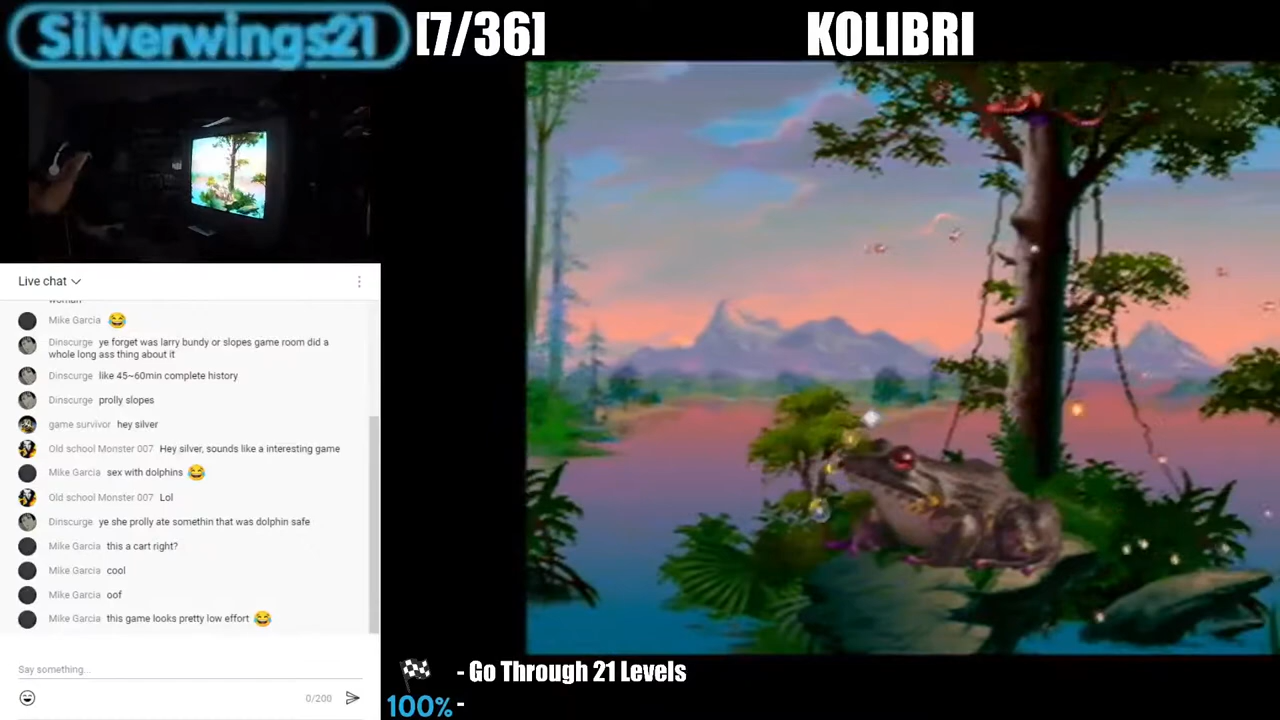 Silverwings21 [7/36] KOLIBRI
Live chat
Mike Garcia 😂
Dinscurge ye forget was larry bundy or slopes game room did a
whole long ass thing about it
Dinscurge like 45~60min complete history
Dinscurge prolly slopes
game survivor hey silver
Old school Monster 007 Hey silver, sounds like a interesting game
Mike Garcia sex with dolphins 😂
Old school Monster 007 Lol
Dinscurge ye she prolly ate somethin that was dolphin safe
Mike Garcia this a cart right?
Mike Garcia cool
Mike Garcia oof
Mike Garcia this game looks pretty low effort 😂
Say something...
0/200
- Go Through 21 Levels
100% -